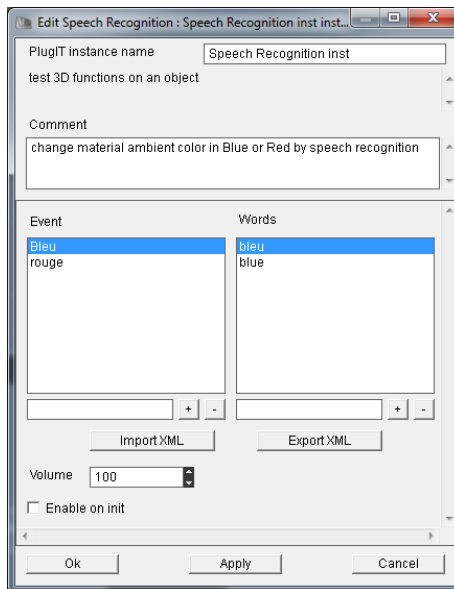 Edit Speech Recognition : Speech Recognition inst inst...
PlugIT instance name
Speech Recognition inst
test 3D functions on an object
Comment
change material ambient color in Blue or Red by speech recognition
Event
Words
Bleu
bleu
rouge
blue
+ -
+ -
Import XML
Export XML
Volume
100
Enable on init
Ok
Apply
Cancel